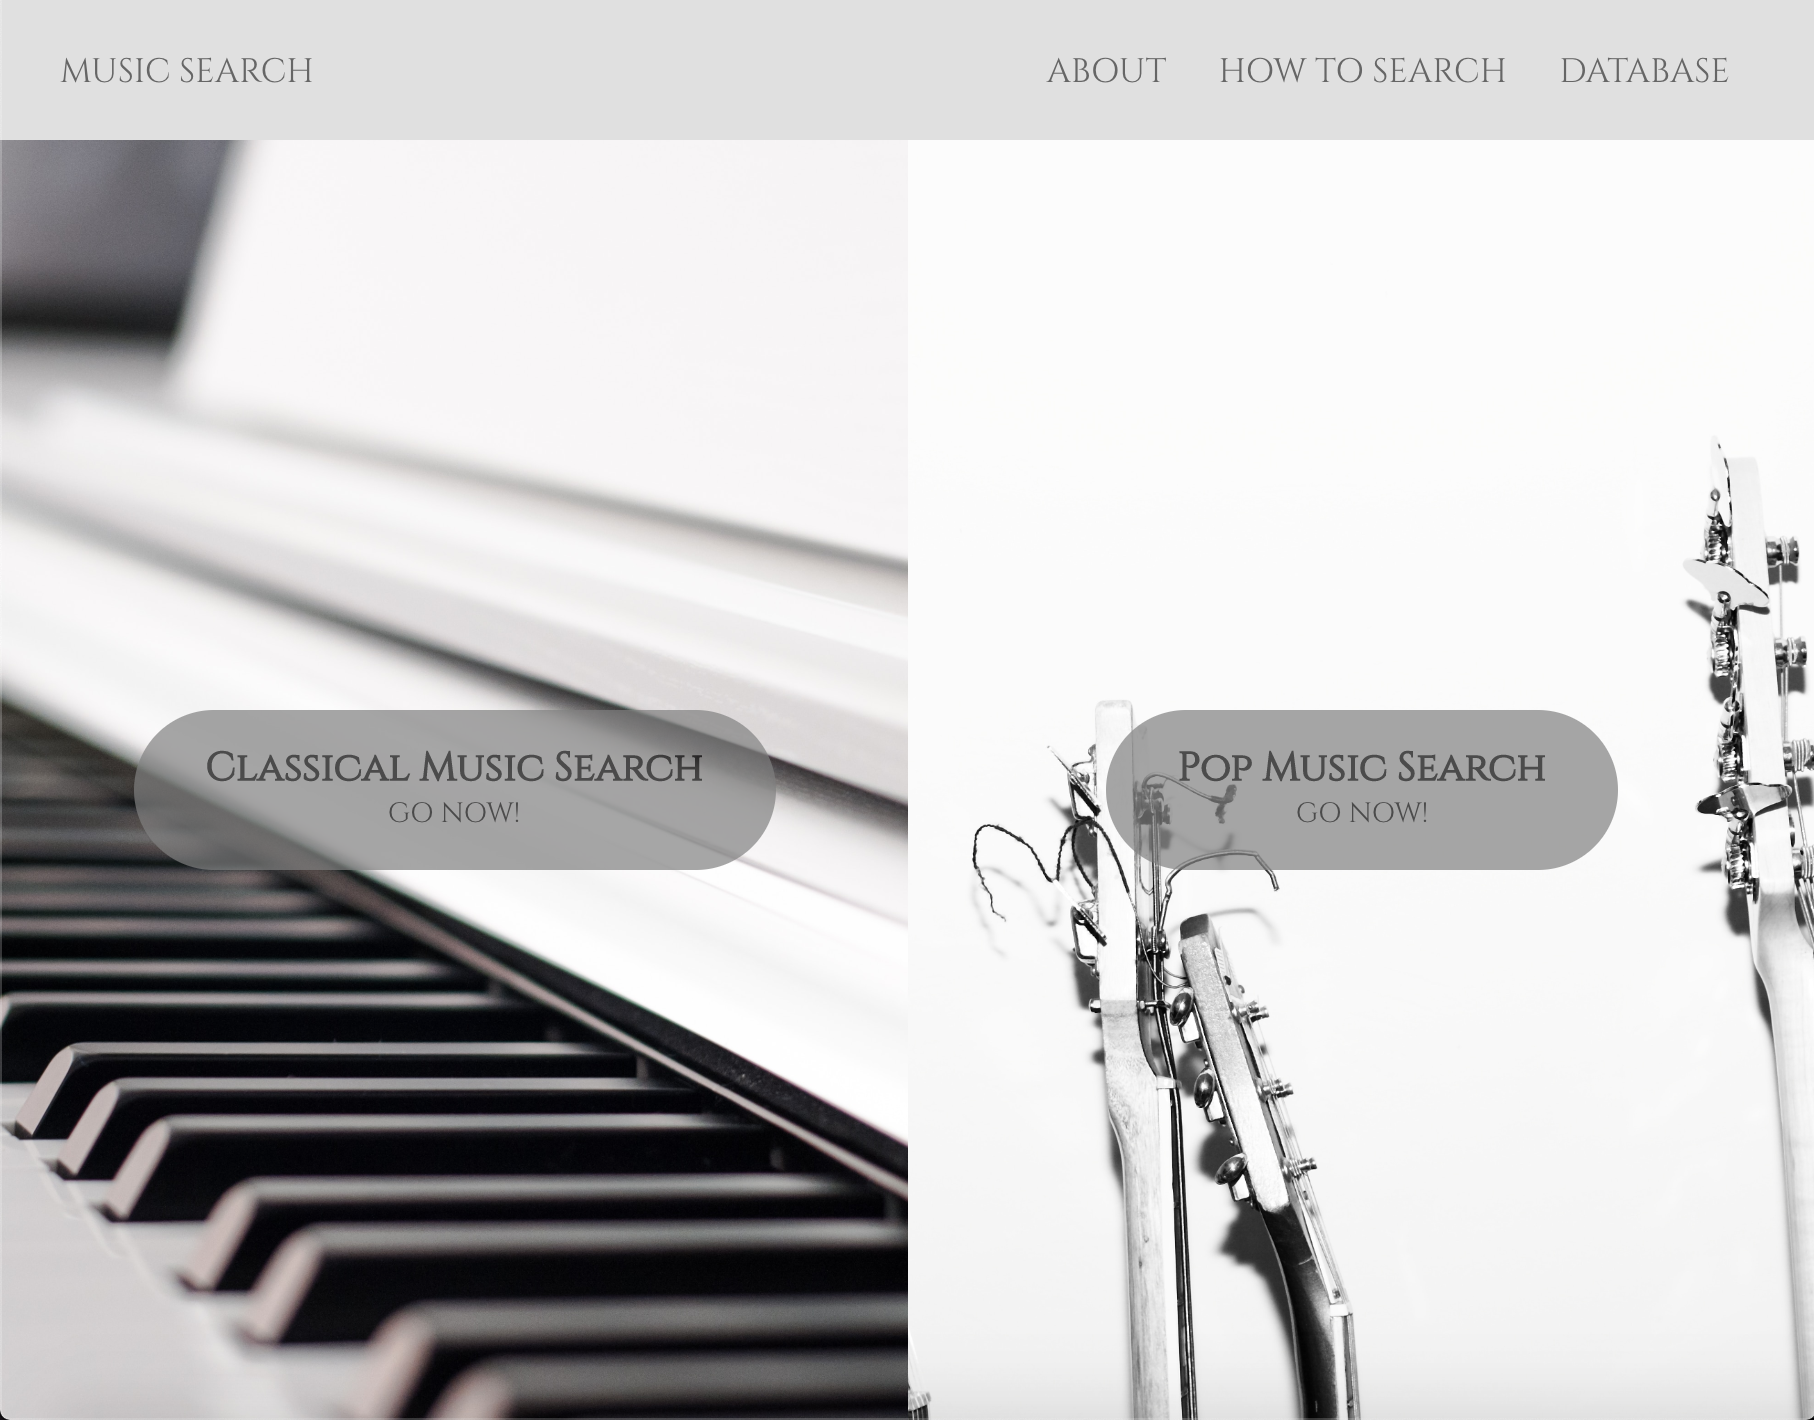 MUSIC SEARCH
ABOUT HOW TO SEARCH DATABASE
Classical Music Search
GO NOW!
Pop Music Search
GO NOW!